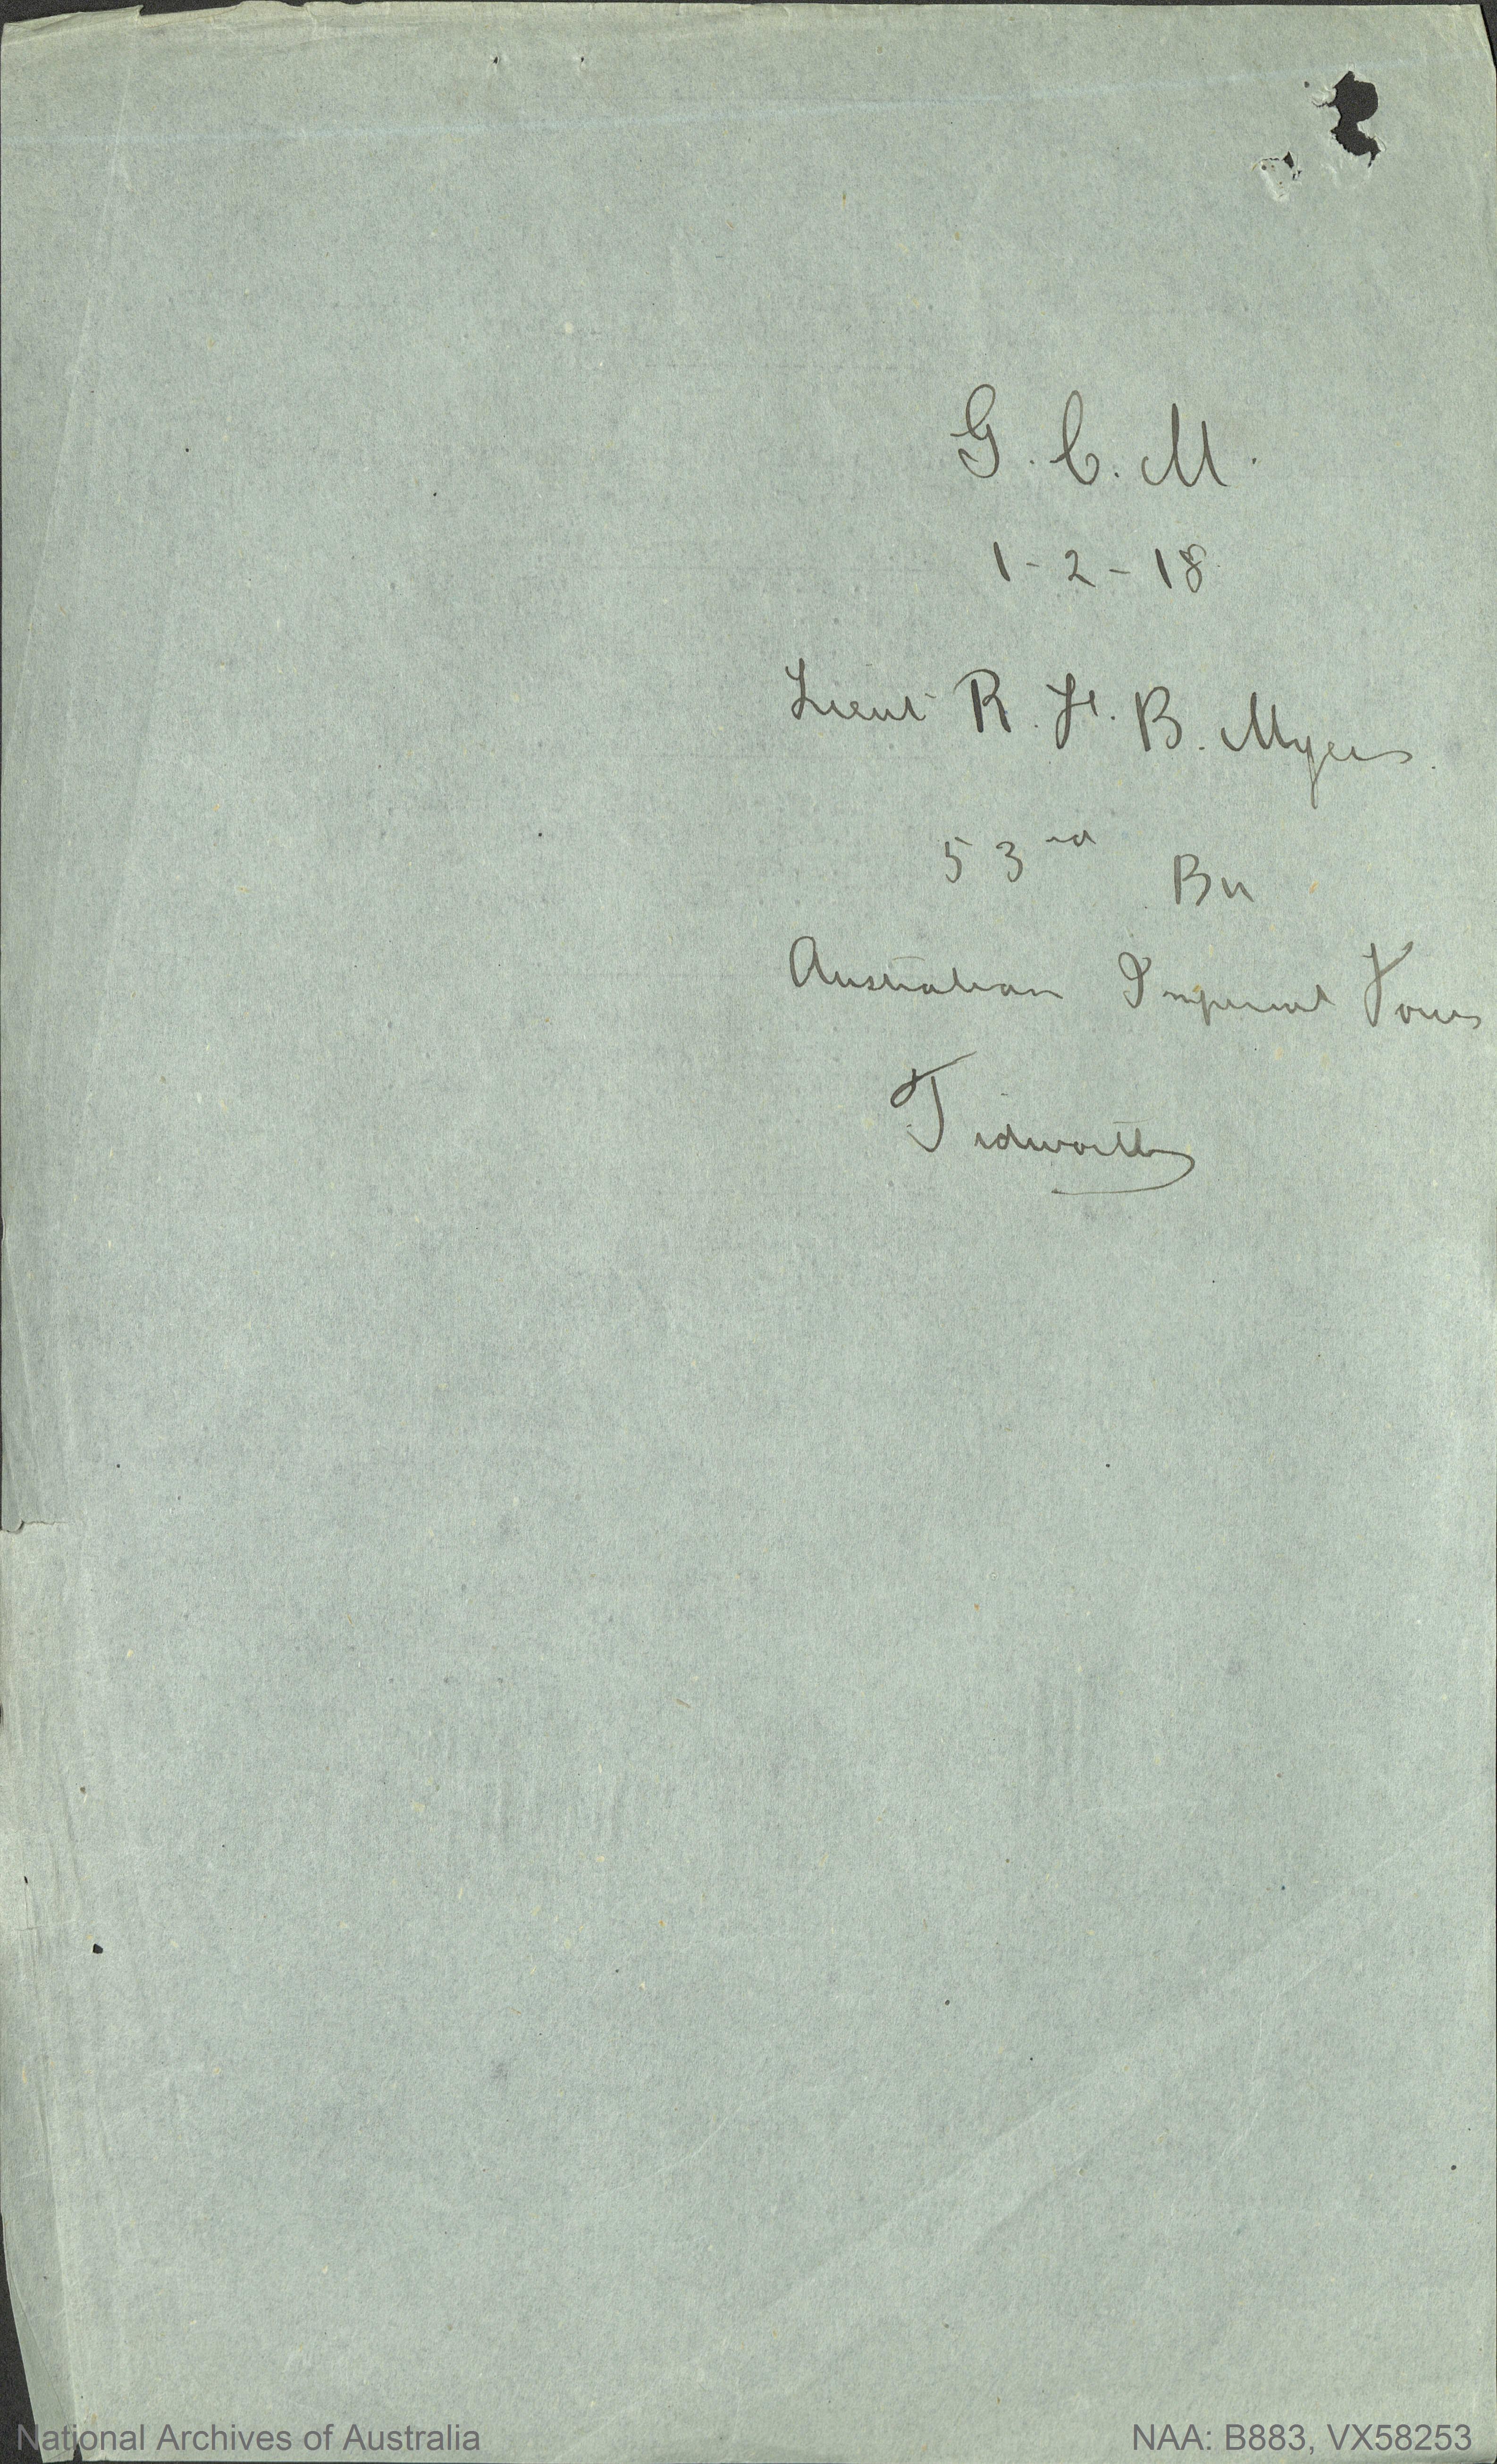 G. C. M.
1-2-18
Lieut R. H. B. Myers.
53rd Bn
Australian Imperial Force
Tidworth
National Archives of Australia
NAA: B883, VX58253